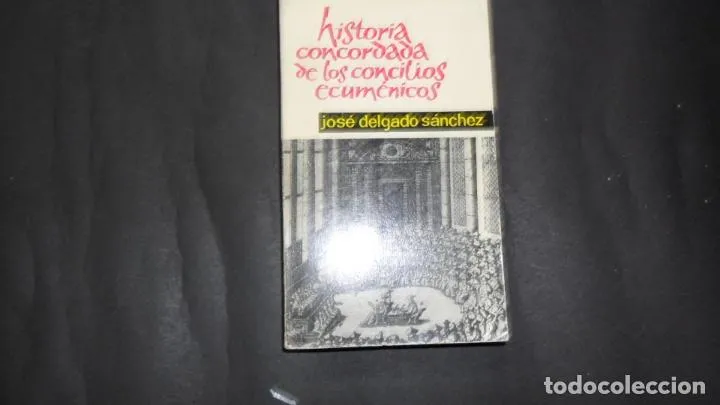 historia
concordada
de los concilios
ecuménicos
josé delgado sánchez
todocoleccion